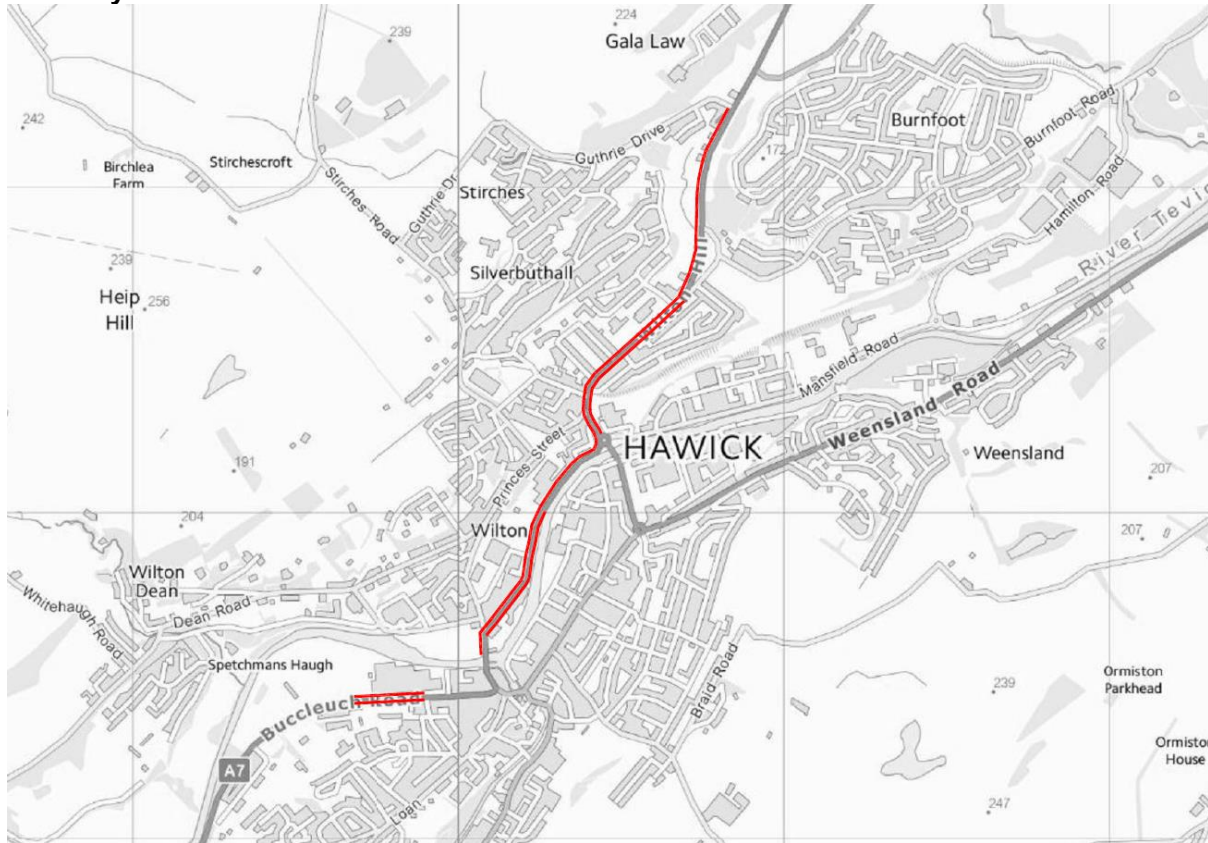 224
239
Gala Law
Burnfoot
Burnfoot Road
242
Birchlea
Farm
Stirchescroft
Guthrie Drive
172
Stirches Road
Guthrie Dr
Stirches
Hamilton Road
River Tevio
239
Silverbuthall
Heip
Hill
256
Hill
Mansfield Road
Weensland Road
HAWICK
Princes Street
191
Weensland
207
204
Wilton
207
Wilton
Dean
Whitehaugh Road
Dean Road
Spetchmans Haugh
Braid Road
239
Ormiston
Parkhead
Buccleuch Road
Ormiston
House
A7
Loan
247